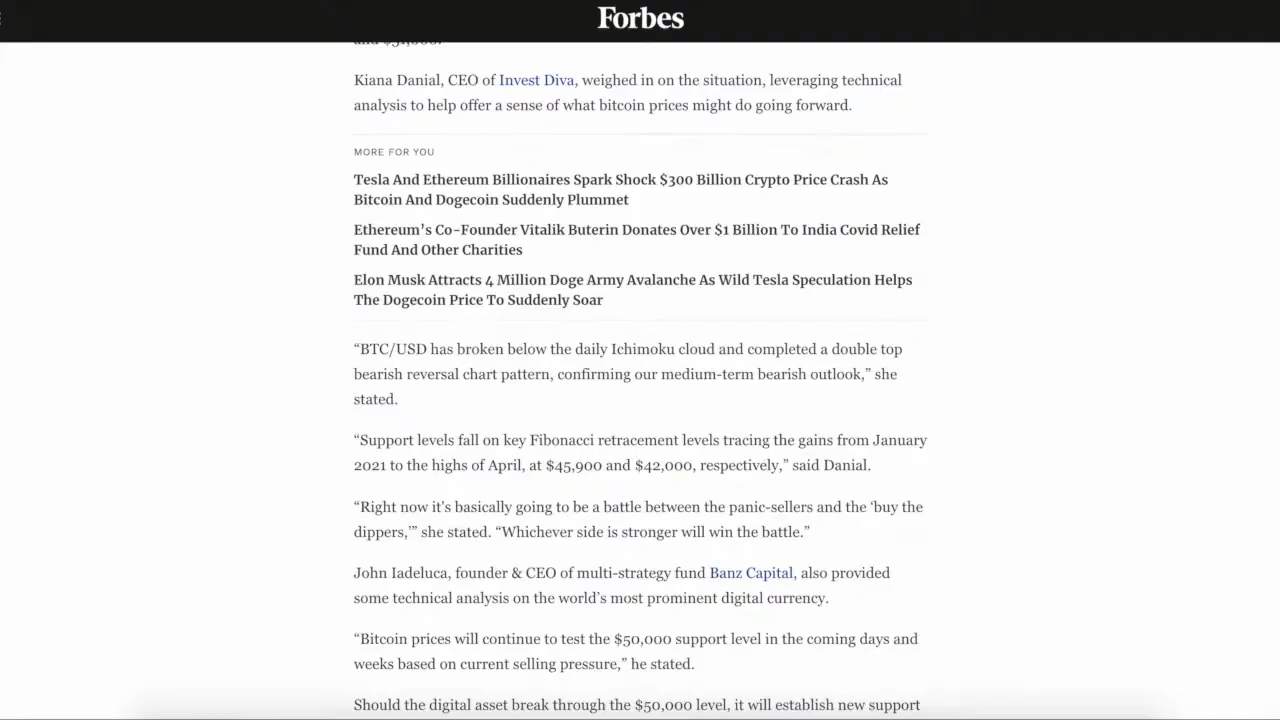 Forbes
Kiana Danial, CEO of Invest Diva, weighed in on the situation, leveraging technical
analysis to help offer a sense of what bitcoin prices might do going forward.
MORE FOR YOU
Tesla And Ethereum Billionaires Spark Shock $300 Billion Crypto Price Crash As
Bitcoin And Dogecoin Suddenly Plummet
Ethereum’s Co-Founder Vitalik Buterin Donates Over $1 Billion To India Covid Relief
Fund And Other Charities
Elon Musk Attracts 4 Million Doge Army Avalanche As Wild Tesla Speculation Helps
The Dogecoin Price To Suddenly Soar
“BTC/USD has broken below the daily Ichimoku cloud and completed a double top
bearish reversal chart pattern, confirming our medium-term bearish outlook,” she
stated.
“Support levels fall on key Fibonacci retracement levels tracing the gains from January
2021 to the highs of April, at $45,900 and $42,000, respectively,” said Danial.
“Right now it's basically going to be a battle between the panic-sellers and the ‘buy the
dippers,’” she stated. “Whichever side is stronger will win the battle.”
John Iadeluca, founder & CEO of multi-strategy fund Banz Capital, also provided
some technical analysis on the world’s most prominent digital currency.
“Bitcoin prices will continue to test the $50,000 support level in the coming days and
weeks based on current selling pressure,” he stated.
Should the digital asset break through the $50,000 level, it will establish new support